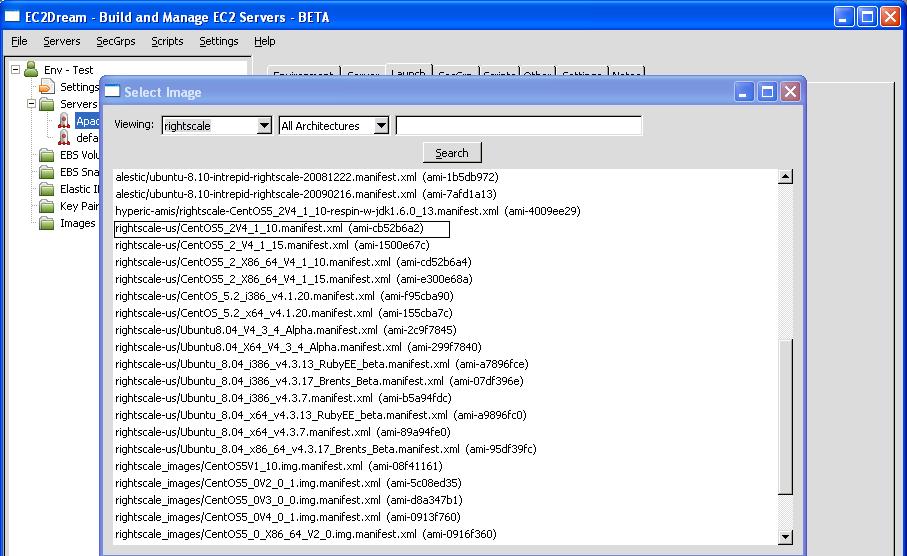 EC2Dream - Build and Manage EC2 Servers - BETA
File Servers SecGrps Scripts Settings Help
Env - Test
Settings
Servers
Apac
defa
EBS Volu
EBS Sna
Elastic I
Key Pair
Images
Environment Server Launch SecGrp Scripts Other Settings Notes
Select Image
Viewing: rightscale All Architectures
Search
alestic/ubuntu-8.10-intrepid-rightscale-20081222.manifest.xml (ami-1b5db972)
alestic/ubuntu-8.10-intrepid-rightscale-20090216.manifest.xml (ami-7afd1a13)
hyperic-amis/rightscale-CentOS5_2V4_1_10-respin-w-jdk1.6.0_13.manifest.xml (ami-4009ee29)
rightscale-us/CentOS5_2V4_1_10.manifest.xml (ami-cb52b6a2)
rightscale-us/CentOS5_2_V4_1_15.manifest.xml (ami-1500e67c)
rightscale-us/CentOS5_2_X86_64_V4_1_10.manifest.xml (ami-cd52b6a4)
rightscale-us/CentOS5_2_X86_64_V4_1_15.manifest.xml (ami-e300e68a)
rightscale-us/CentOS_5.2_i386_v4.1.20.manifest.xml (ami-f95cba90)
rightscale-us/CentOS_5.2_x64_v4.1.20.manifest.xml (ami-155cba7c)
rightscale-us/Ubuntu8.04_V4_3_4_Alpha.manifest.xml (ami-2c9f7845)
rightscale-us/Ubuntu8.04_X64_V4_3_4_Alpha.manifest.xml (ami-299f7840)
rightscale-us/Ubuntu_8.04_i386_v4.3.13_RubyEE_beta.manifest.xml (ami-a7896fce)
rightscale-us/Ubuntu_8.04_i386_v4.3.17_Brents_Beta.manifest.xml (ami-07df396e)
rightscale-us/Ubuntu_8.04_i386_v4.3.7.manifest.xml (ami-b5a94fdc)
rightscale-us/Ubuntu_8.04_x64_v4.3.13_RubyEE_beta.manifest.xml (ami-a9896fc0)
rightscale-us/Ubuntu_8.04_x64_v4.3.7.manifest.xml (ami-89a94fe0)
rightscale-us/Ubuntu_8.04_x86_64_v4.3.17_Brents_Beta.manifest.xml (ami-95df39fc)
rightscale_images/CentOS5V1_10.img.manifest.xml (ami-08f41161)
rightscale_images/CentOS5_0V2_0_1.img.manifest.xml (ami-5c08ed35)
rightscale_images/CentOS5_0V3_0_0.img.manifest.xml (ami-d8a347b1)
rightscale_images/CentOS5_0V4_0_1.img.manifest.xml (ami-0913f760)
rightscale_images/CentOS5_0_X86_64_V2_0.img.manifest.xml (ami-0916f360)